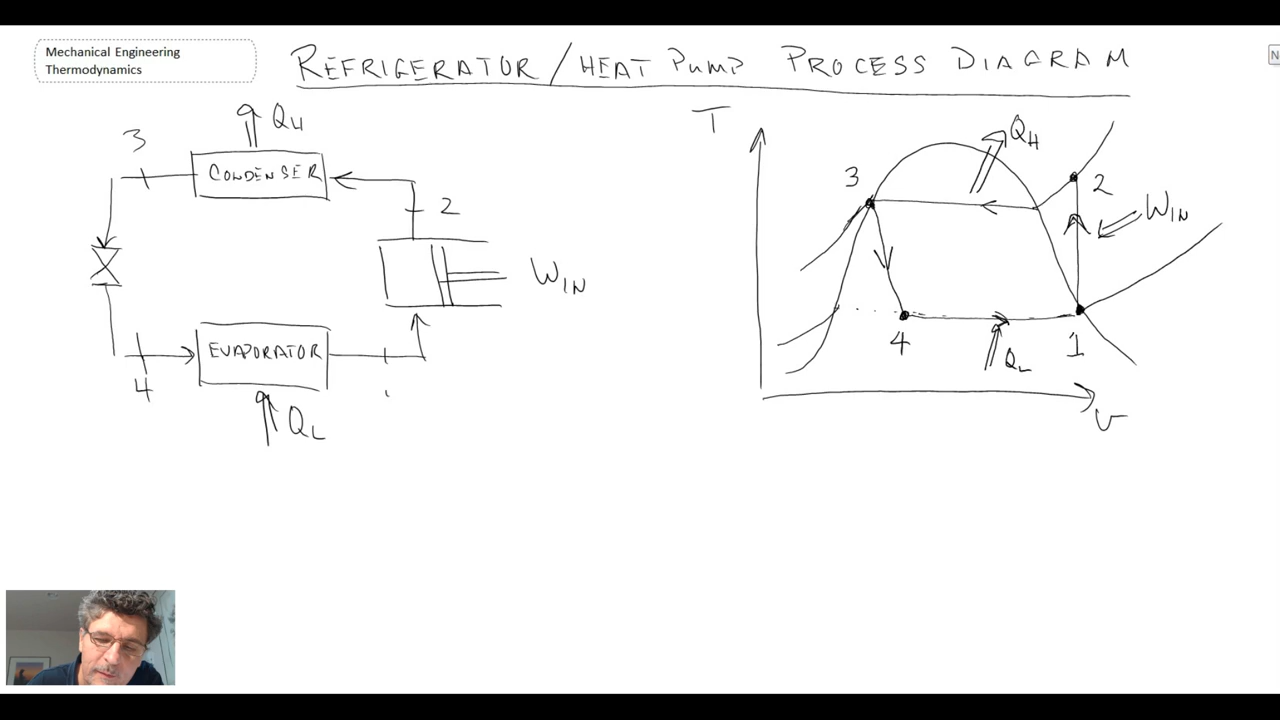 Mechanical Engineering
Thermodynamics
REFRIGERATOR/HEAT PUMP PROCESS DIAGRAM
N
QH
3
CONDENSER
2
WIN
EVAPORATOR
4
QL
T
QH
3
2
WIN
4
1
QL
v